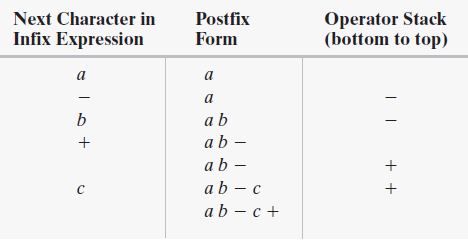 Next Character in Infix Expression Postfix Form Operator Stack (bottom to top)
a a
− a −
b a b −
+ a b −
a b − +
c a b − c +
a b − c +